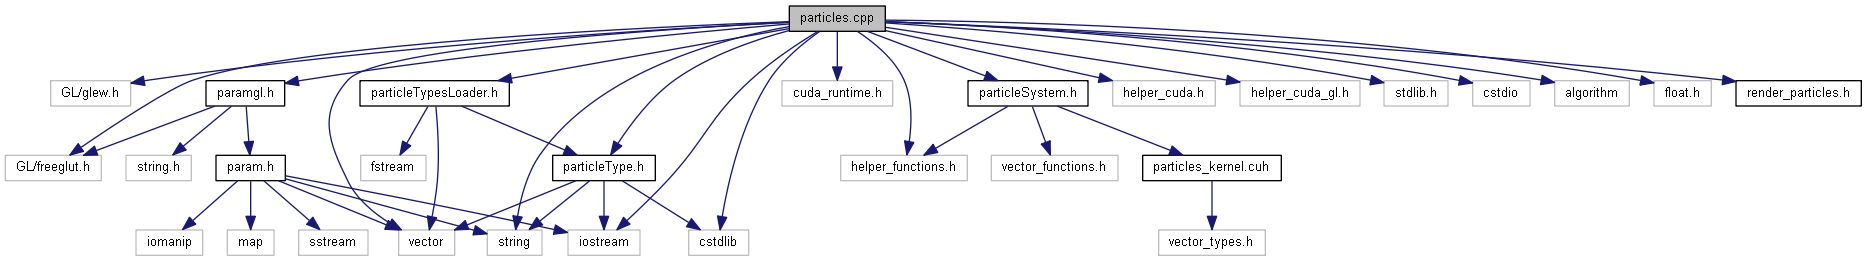 particles.cpp
GL/glew.h
paramgl.h
particleTypesLoader.h
cuda_runtime.h
particleSystem.h
helper_cuda.h
helper_cuda_gl.h
stdlib.h
cstdio
algorithm
float.h
render_particles.h
GL/freeglut.h
string.h
param.h
fstream
particleType.h
helper_functions.h
vector_functions.h
particles_kernel.cuh
iomanip
map
sstream
vector
string
iostream
cstdlib
vector_types.h